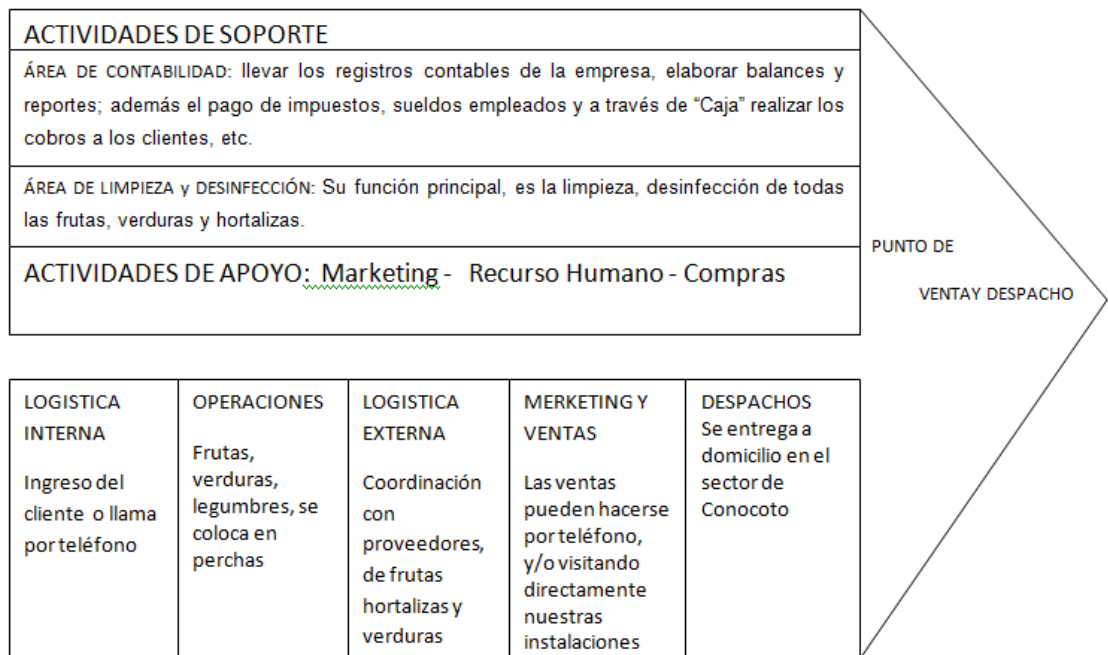 ACTIVIDADES DE SOPORTE
ÁREA DE CONTABILIDAD: llevar los registros contables de la empresa, elaborar balances y
reportes; además el pago de impuestos, sueldos empleados y a través de “Caja” realizar los
cobros a los clientes, etc.
ÁREA DE LIMPIEZA y DESINFECCIÓN: Su función principal, es la limpieza, desinfección de todas
las frutas, verduras y hortalizas.
ACTIVIDADES DE APOYO: Marketing - Recurso Humano - Compras
PUNTO DE
VENTAY DESPACHO
LOGISTICA
INTERNA
Ingreso del
cliente o llama
por teléfono
OPERACIONES
Frutas,
verduras,
legumbres, se
coloca en
perchas
LOGISTICA
EXTERNA
Coordinación
con
proveedores,
de frutas
hortalizas y
verduras
MERKETING Y
VENTAS
Las ventas
pueden hacerse
por teléfono,
y/o visitando
directamente
nuestras
instalaciones
DESPACHOS
Se entrega a
domicilio en el
sector de
Conocoto